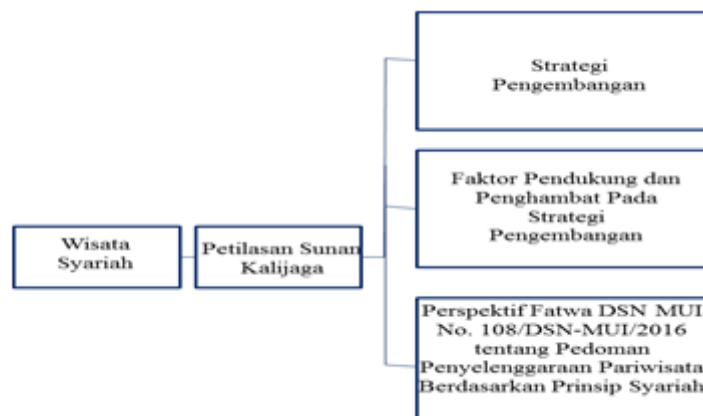 Wisata
Syariah
Petilasan Sunan
Kalijaga
Strategi
Pengembangan
Faktor Pendukung dan
Penghambat Pada
Strategi
Pengembangan
Perspektif Fatwa DSN MUI
No. 108/DSN-MUI/2016
tentang Pedoman
Penyelenggaraan Pariwisata
Berdasarkan Prinsip Syariah